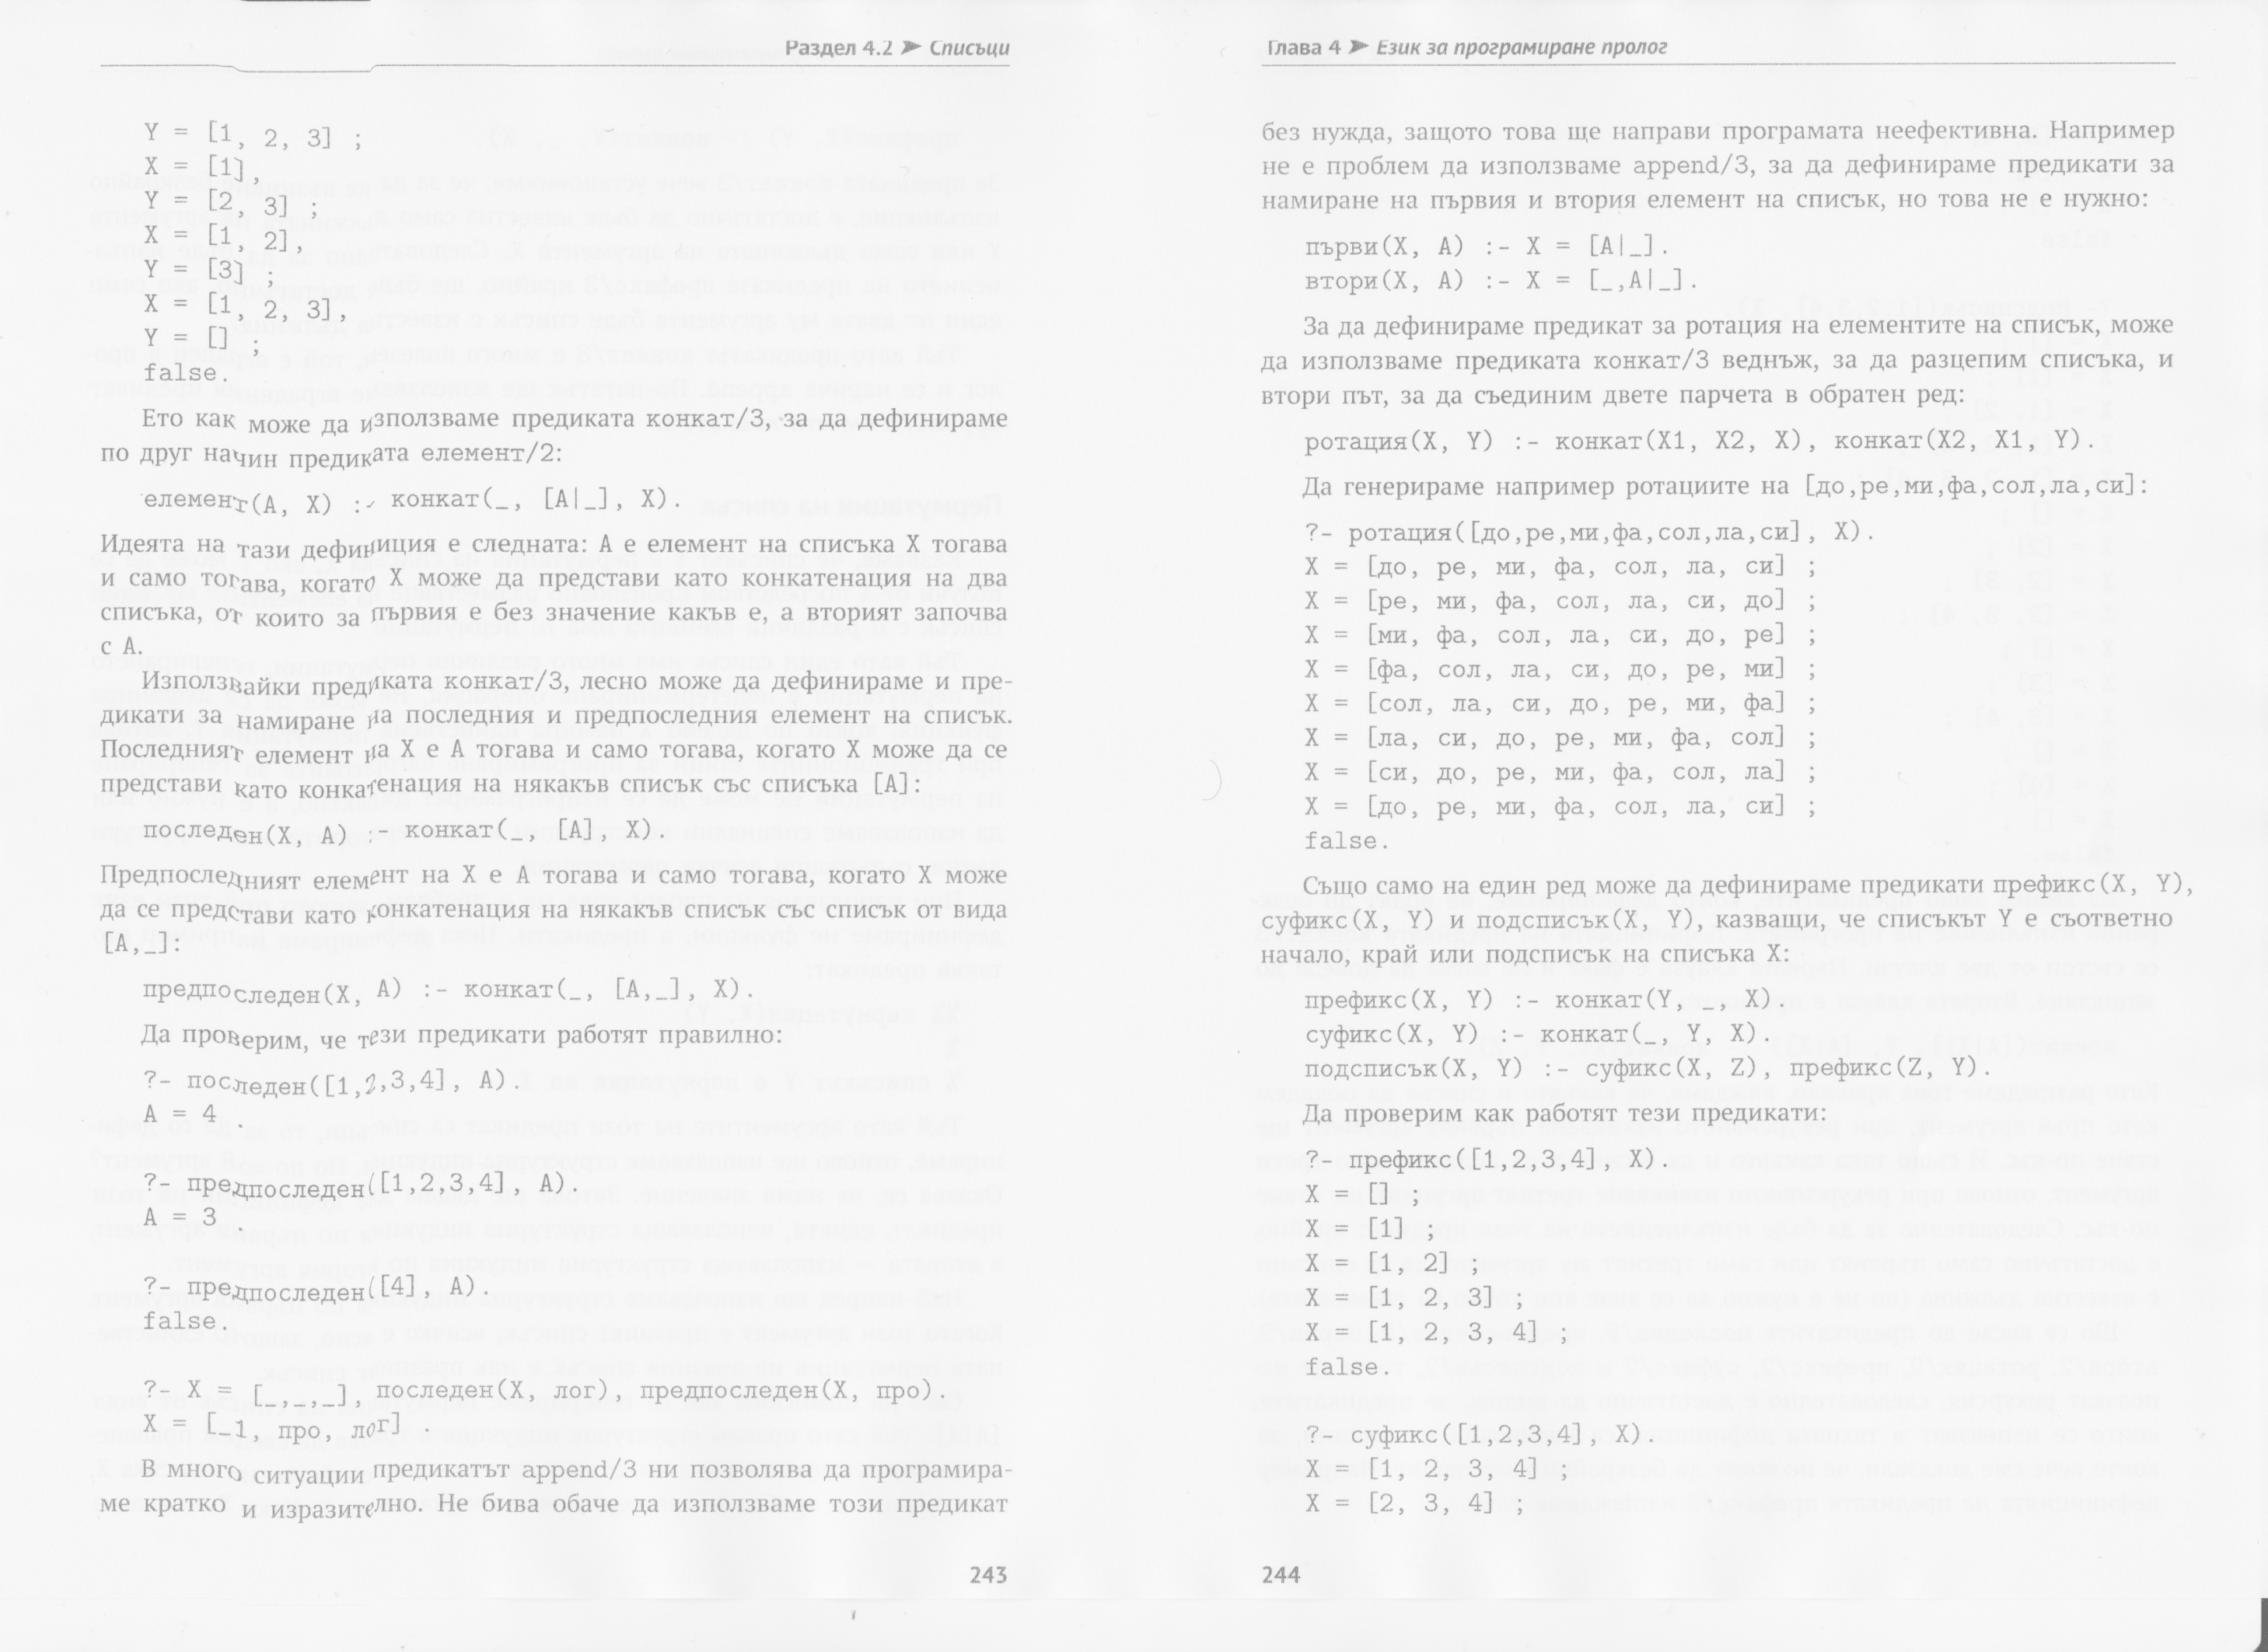 Раздел 4.2 ➤ Списъци
Y = [1, 2, 3] ;
X = [1],
Y = [2, 3] ;
X = [1, 2],
Y = [3] ;
X = [1, 2, 3],
Y = [] ;
false.
Ето как може да използваме предиката конкат/3, за да дефинираме
по друг начин предиката елемент/2:
елемент(A, X) :- конкат(_, [A|_], X).
Идеята на тази дефиниция е следната: A е елемент на списъка X тогава
и само тогава, когато X може да представи като конкатенация на два
списъка, от които за първия е без значение какъв е, а вторият започва
с A.
Използвайки предиката конкат/3, лесно може да дефинираме и пре-
дикати за намиране на последния и предпоследния елемент на списък.
Последният елемент на X е A тогава и само тогава, когато X може да се
представи като конкатенация на някакъв списък със списъка [A]:
последен(X, A) :- конкат(_, [A], X).
Предпоследният елемент на X е A тогава и само тогава, когато X може
да се представи като конкатенация на някакъв списък със списък от вида
[A,_]:
предпоследен(X, A) :- конкат(_, [A,_], X).
Да проверим, че тези предикати работят правилно:
?- последен([1,2,3,4], A).
A = 4 .
?- предпоследен([1,2,3,4], A).
A = 3 .
?- предпоследен([4], A).
false.
?- X = [_,_,_], последен(X, лог), предпоследен(X, про).
X = [_1, про, лог] .
В много ситуации предикатът append/3 ни позволява да програмира-
ме кратко и изразително. Не бива обаче да използваме този предикат
243
Глава 4 ➤ Език за програмиране пролог
без нужда, защото това ще направи програмата неефективна. Например
не е проблем да използваме append/3, за да дефинираме предикати за
намиране на първия и втория елемент на списък, но това не е нужно:
първи(X, A) :- X = [A|_].
втори(X, A) :- X = [_,A|_].
За да дефинираме предикат за ротация на елементите на списък, може
да използваме предиката конкат/3 веднъж, за да разцепим списъка, и
втори път, за да съединим двете парчета в обратен ред:
ротация(X, Y) :- конкат(X1, X2, X), конкат(X2, X1, Y).
Да генерираме например ротациите на [до,ре,ми,фа,сол,ла,си]:
?- ротация([до,ре,ми,фа,сол,ла,си], X).
X = [до, ре, ми, фа, сол, ла, си] ;
X = [ре, ми, фа, сол, ла, си, до] ;
X = [ми, фа, сол, ла, си, до, ре] ;
X = [фа, сол, ла, си, до, ре, ми] ;
X = [сол, ла, си, до, ре, ми, фа] ;
X = [ла, си, до, ре, ми, фа, сол] ;
X = [си, до, ре, ми, фа, сол, ла] ;
X = [до, ре, ми, фа, сол, ла, си] ;
false.
Също само на един ред може да дефинираме предикати префикс(X, Y),
суфикс(X, Y) и подсписък(X, Y), казващи, че списъкът Y е съответно
начало, край или подсписък на списъка X:
префикс(X, Y) :- конкат(Y, _, X).
суфикс(X, Y) :- конкат(_, Y, X).
подсписък(X, Y) :- суфикс(X, Z), префикс(Z, Y).
Да проверим как работят тези предикати:
?- префикс([1,2,3,4], X).
X = [] ;
X = [1] ;
X = [1, 2] ;
X = [1, 2, 3] ;
X = [1, 2, 3, 4] ;
false.
?- суфикс([1,2,3,4], X).
X = [1, 2, 3, 4] ;
X = [2, 3, 4] ;
244